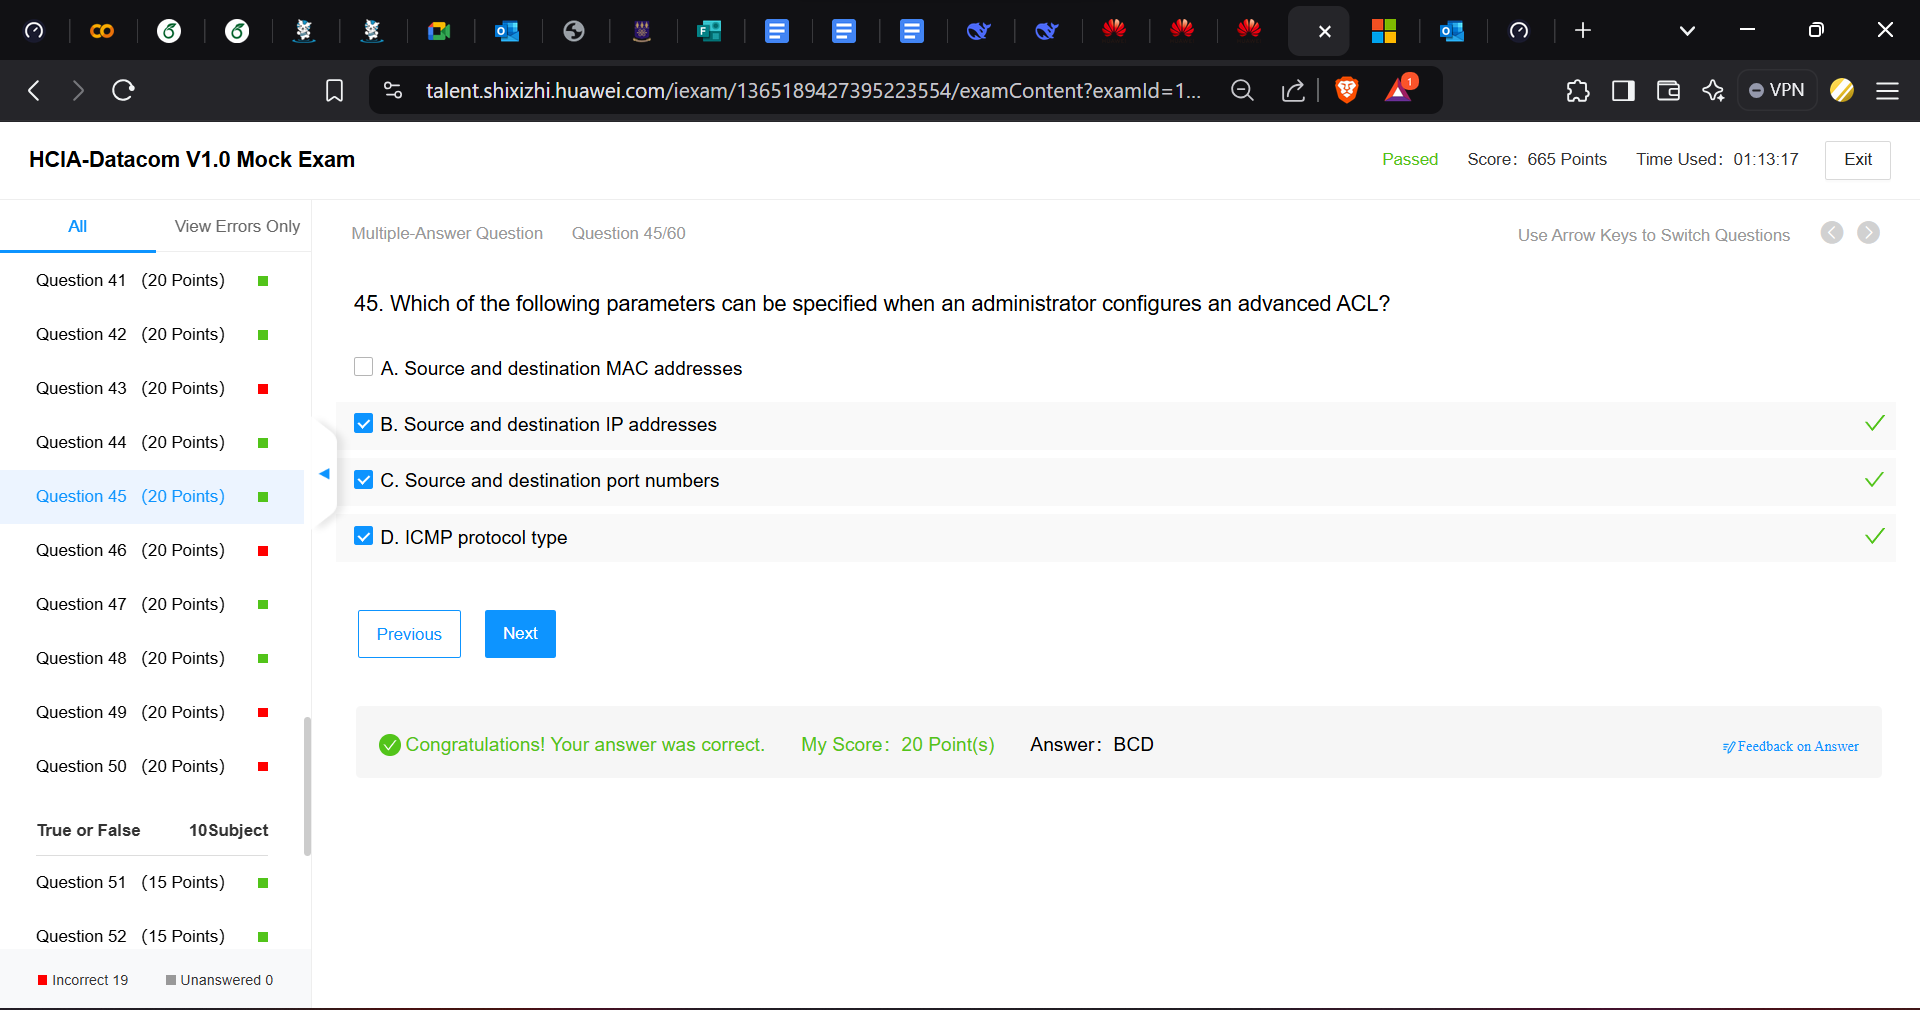 talent.shixizhi.huawei.com/iexam/1365189427395223554/examContent?examId=1...
1
VPN
HCIA-Datacom V1.0 Mock Exam
Passed
Score: 665 Points
Time Used: 01:13:17
Exit
All
View Errors Only
Multiple-Answer Question
Question 45/60
Use Arrow Keys to Switch Questions
Question 41 (20 Points)
Question 42 (20 Points)
Question 43 (20 Points)
Question 44 (20 Points)
Question 45 (20 Points)
Question 46 (20 Points)
Question 47 (20 Points)
Question 48 (20 Points)
Question 49 (20 Points)
Question 50 (20 Points)
True or False 10Subject
Question 51 (15 Points)
Question 52 (15 Points)
Incorrect 19
Unanswered 0
45. Which of the following parameters can be specified when an administrator configures an advanced ACL?
A. Source and destination MAC addresses
B. Source and destination IP addresses
C. Source and destination port numbers
D. ICMP protocol type
Previous
Next
Congratulations! Your answer was correct.
My Score: 20 Point(s)
Answer: BCD
Feedback on Answer